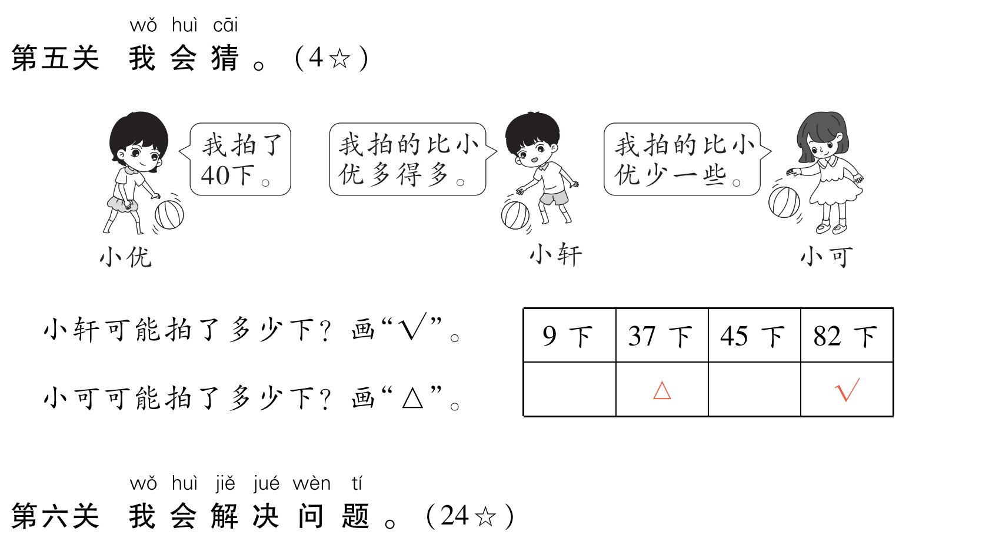 wǒ huì cāi
第五关 我会猜。(4☆)
我拍了
40下。
我拍的比小
优多得多。
我拍的比小
优少一些。
小优
小轩
小可
小轩可能拍了多少下?画“√”。
小可可能拍了多少下?画“△”。
9 下 37 下 45 下 82 下
△ √
wǒ huì jiě jué wèn tí
第六关 我会解决问题。(24☆)